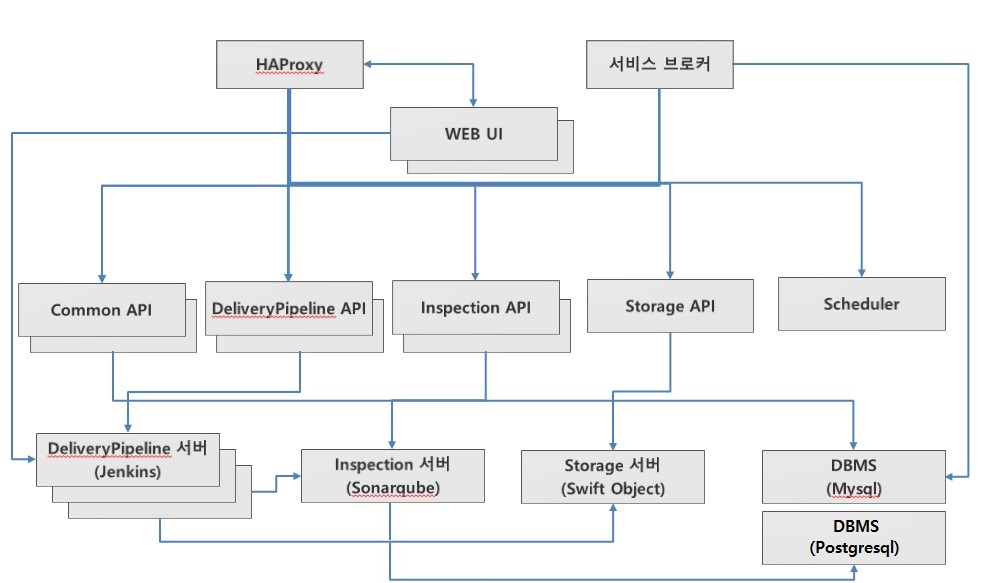 HAProxy
서비스 브로커
WEB UI
Common API
DeliveryPipeline API
Inspection API
Storage API
Scheduler
DeliveryPipeline 서버
(Jenkins)
Inspection 서버
(Sonarqube)
Storage 서버
(Swift Object)
DBMS
(Mysql)
DBMS
(Postgresql)